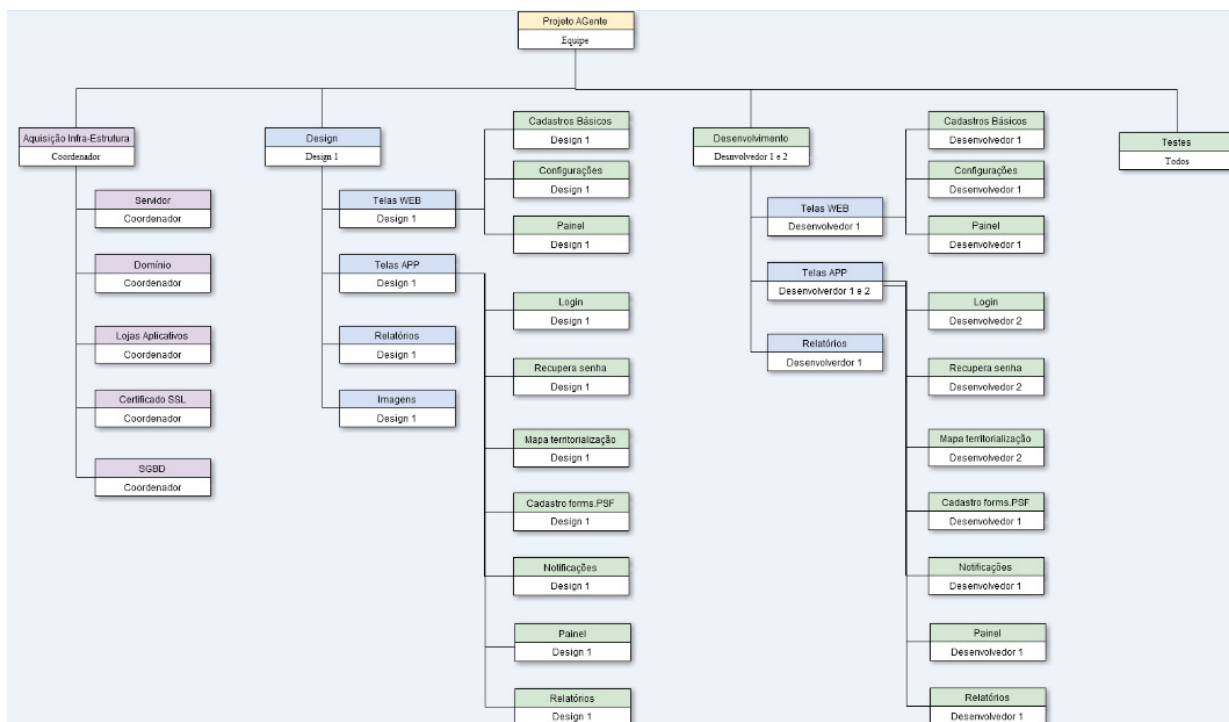 Projeto AGente
Equipe
Aquisição Infra-Estrutura
Coordenador
Servidor
Coordenador
Domínio
Coordenador
Lojas Aplicativos
Coordenador
Certificado SSL
Coordenador
SGBD
Coordenador
Design
Design 1
Telas WEB
Design 1
Cadastros Básicos
Design 1
Configurações
Design 1
Painel
Design 1
Telas APP
Design 1
Login
Design 1
Recupera senha
Design 1
Mapa territorialização
Design 1
Cadastro forms.PSF
Design 1
Notificações
Design 1
Painel
Design 1
Relatórios
Design 1
Relatórios
Design 1
Imagens
Design 1
Desenvolvimento
Desnvolvedor 1 e 2
Telas WEB
Desenvolvedor 1
Cadastros Básicos
Desenvolvedor 1
Configurações
Desenvolvedor 1
Painel
Desenvolvedor 1
Telas APP
Desenvolverdor 1 e 2
Login
Desenvolvedor 2
Recupera senha
Desenvolvedor 2
Mapa territorialização
Desenvolvedor 2
Cadastro forms.PSF
Desenvolvedor 1
Notificações
Desenvolvedor 1
Painel
Desenvolvedor 1
Relatórios
Desenvolvedor 1
Relatórios
Desenvolverdor 1
Testes
Todos